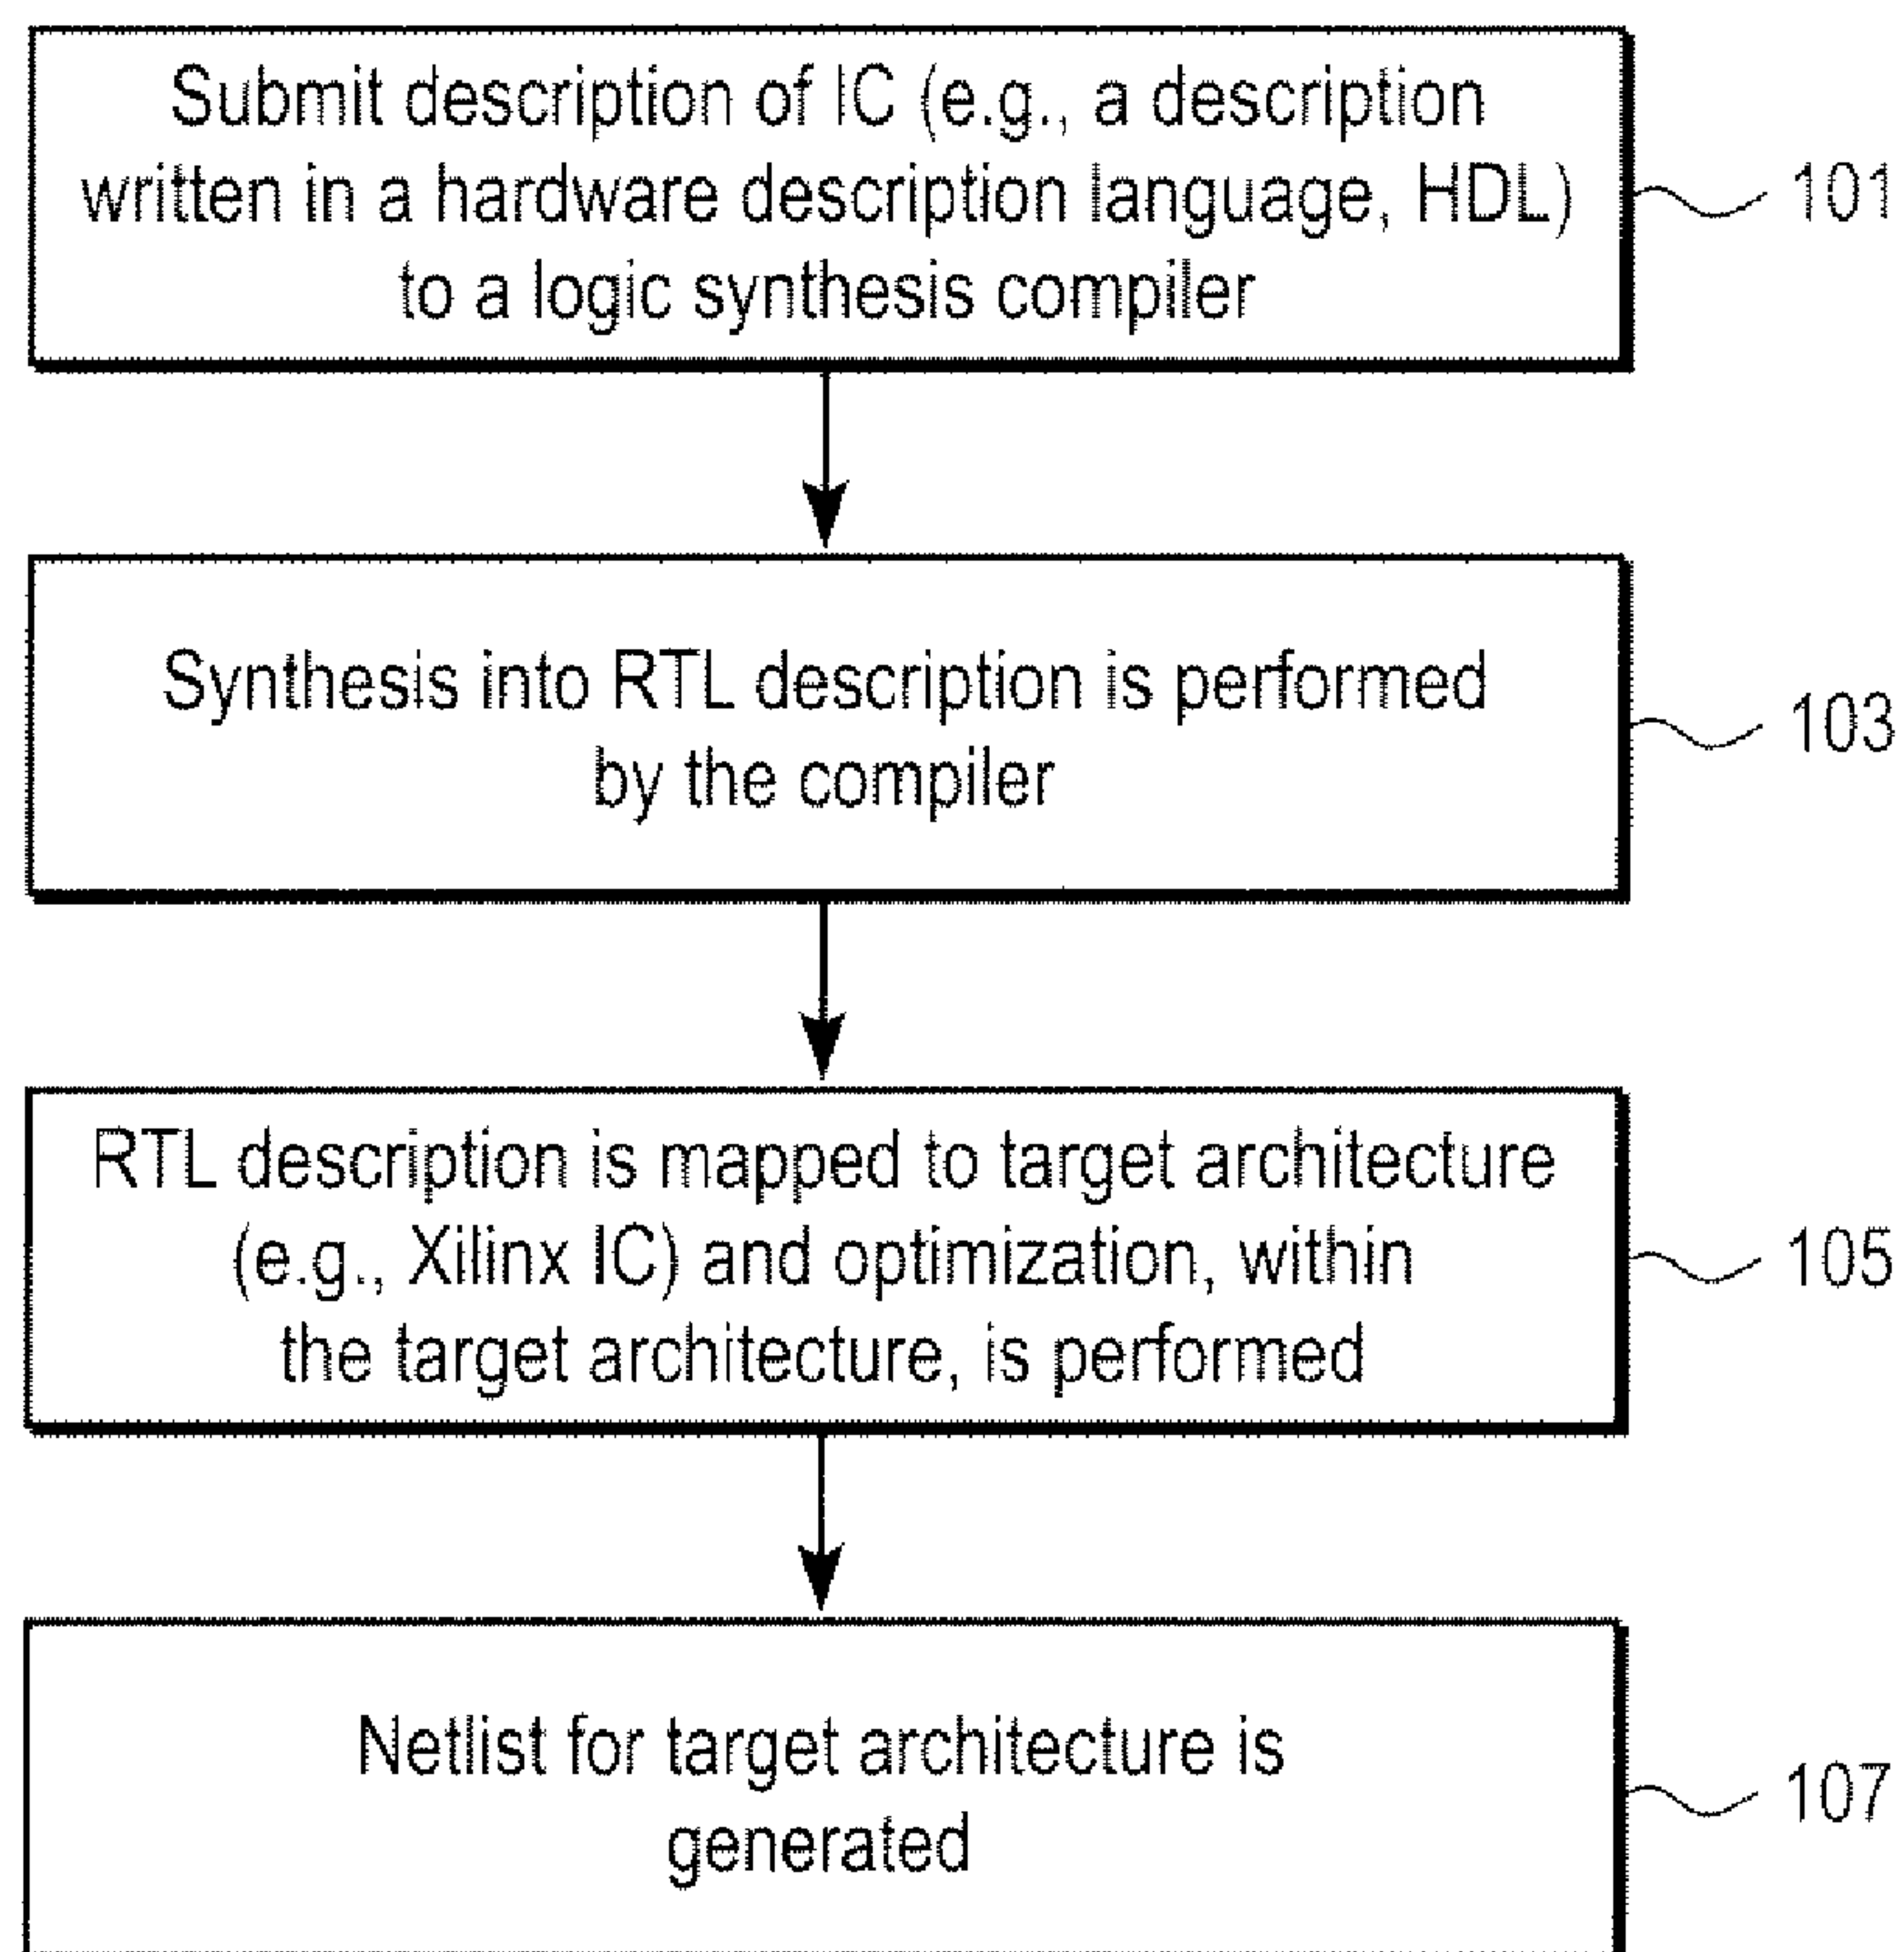 Submit description of IC (e.g., a description
written in a hardware description language, HDL)
to a logic synthesis compiler
101
Synthesis into RTL description is performed
by the compiler
103
RTL description is mapped to target architecture
(e.g., Xilinx IC) and optimization, within
the target architecture, is performed
105
Netlist for target architecture is
generated
107